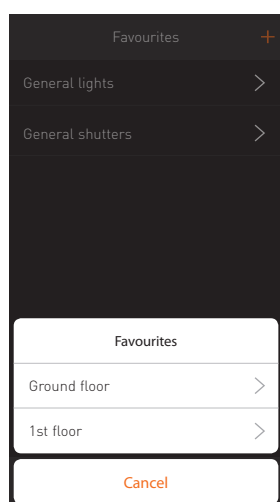 Favourites +
General lights
General shutters
Favourites
Ground floor
1st floor
Cancel